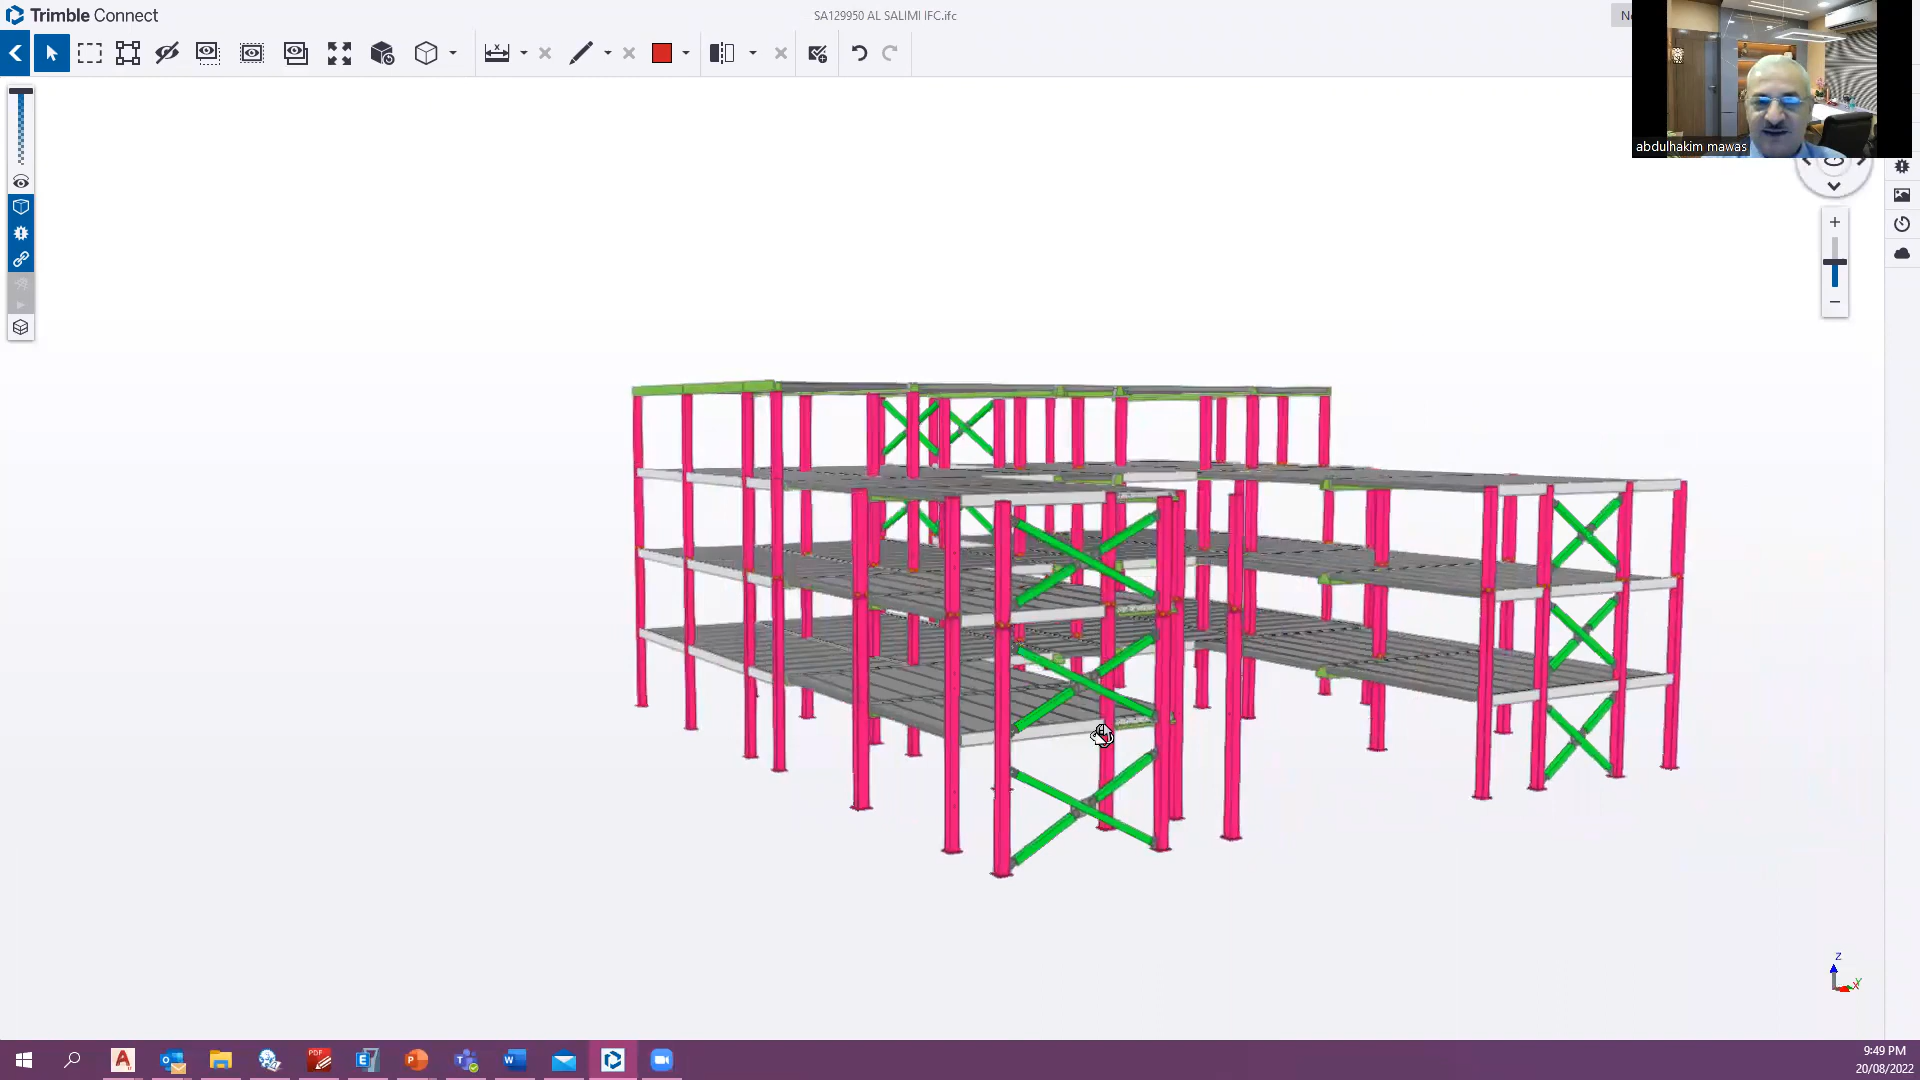 Trimble Connect
SA129950 AL SALIMI IFC.ifc
abdulhakim mawas
Z
9:49 PM
20/08/2022